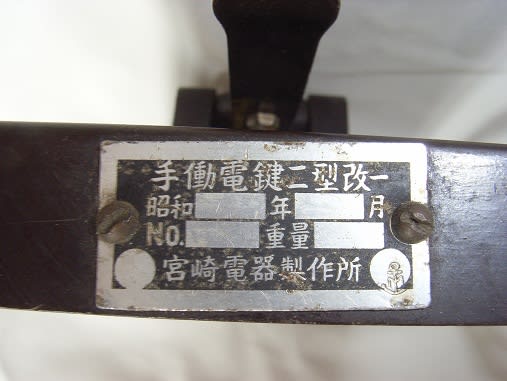 手働電鍵二型改一
昭和 年 月
NO. 重量
宮崎電器製作所